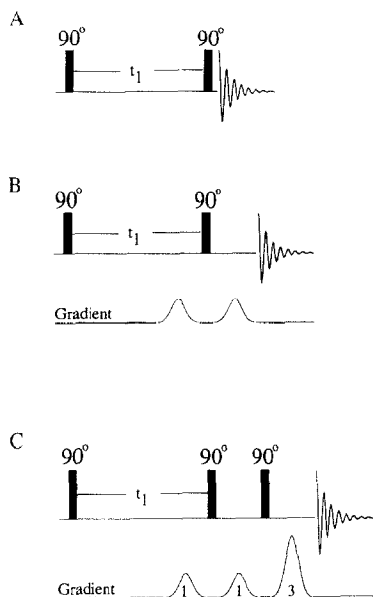 A
90° 90°
t₁
B
90° 90°
t₁
Gradient
C
90° 90° 90°
t₁
Gradient 1 1 3